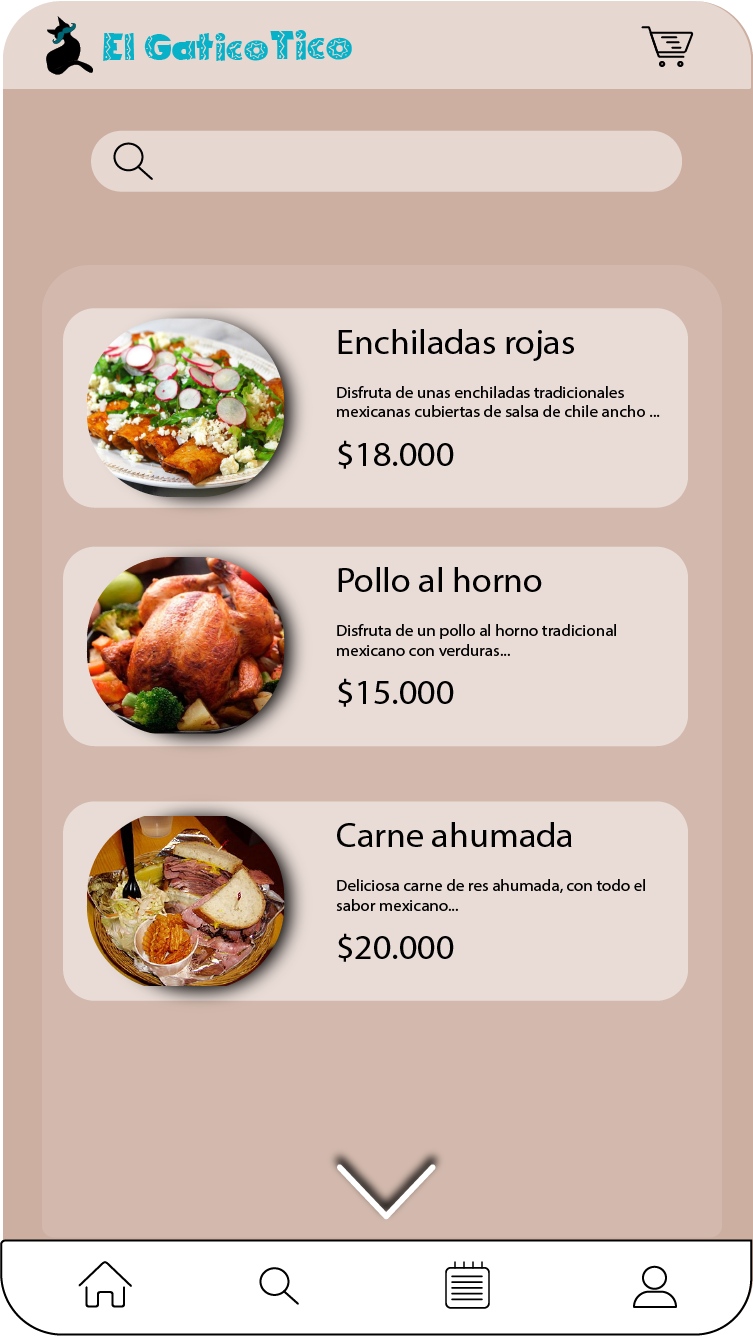 El GaticoTico
Enchiladas rojas
Disfruta de unas enchiladas tradicionales
mexicanas cubiertas de salsa de chile ancho ...
$18.000
Pollo al horno
Disfruta de un pollo al horno tradicional
mexicano con verduras...
$15.000
Carne ahumada
Deliciosa carne de res ahumada, con todo el
sabor mexicano...
$20.000